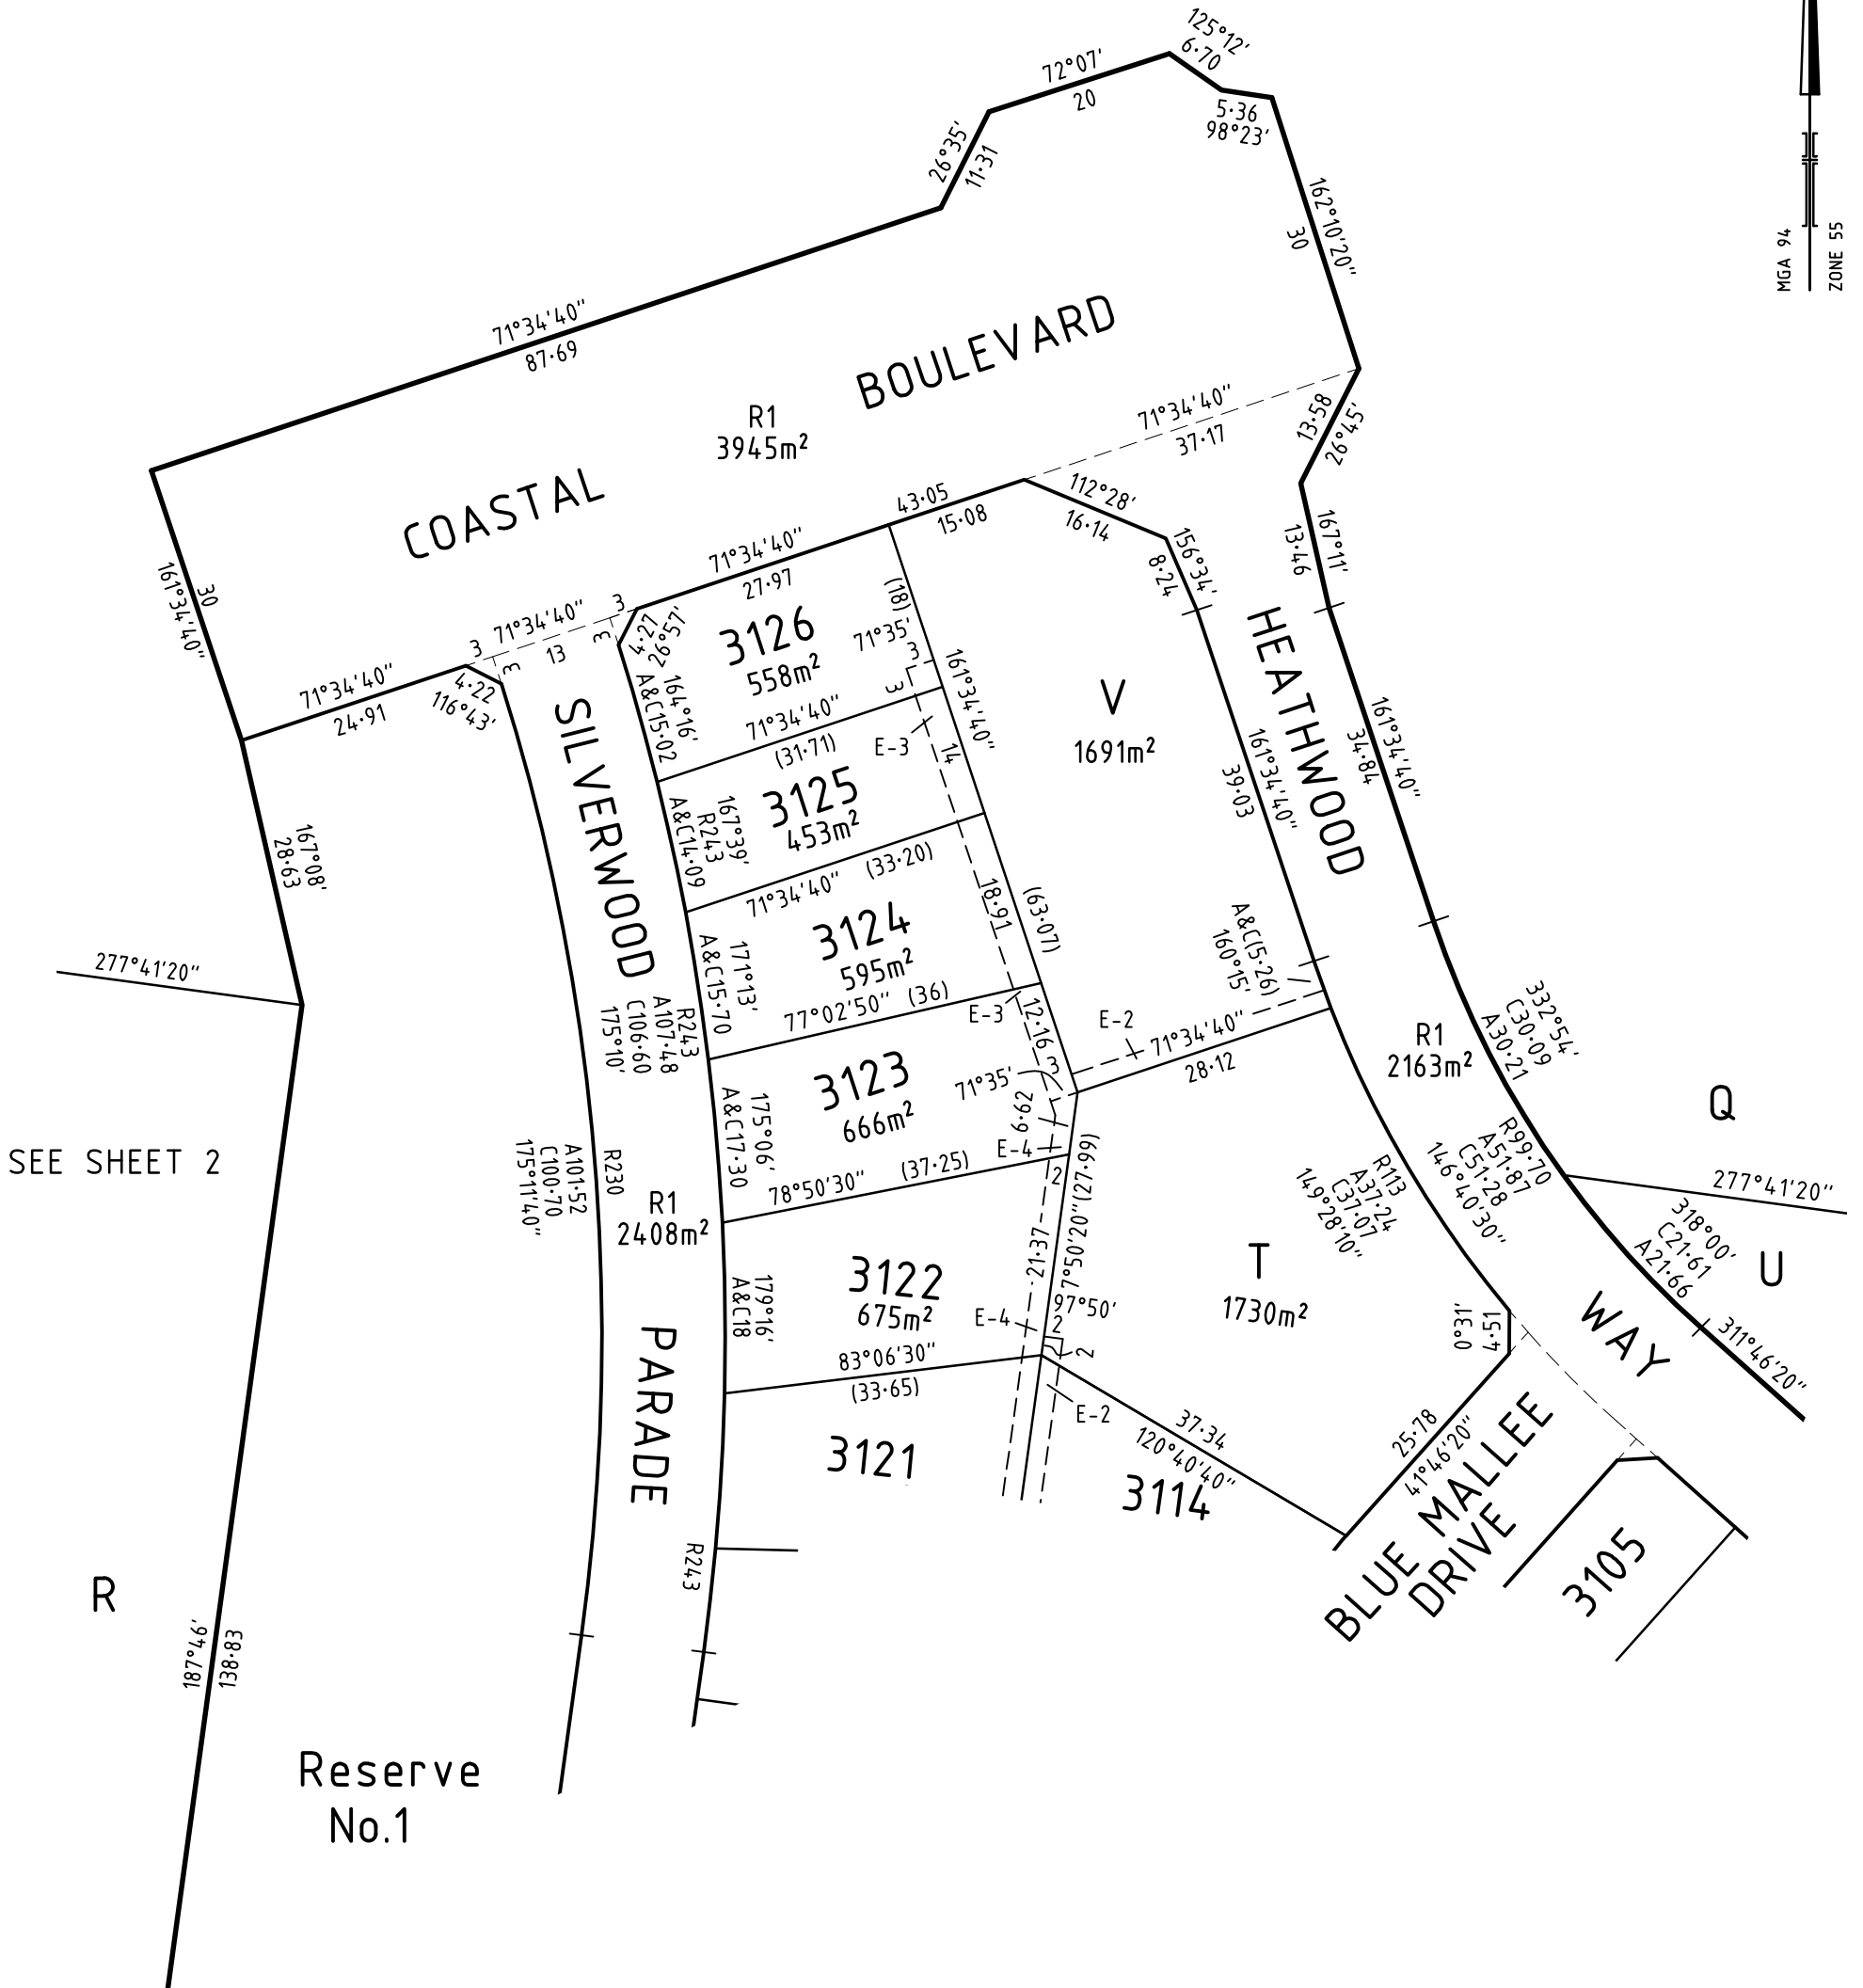 125°12'
6·70
72°07'
20
5·36
98°23'
26°35'
11·31
162°10'20"
30
MGA 94
ZONE 55
71°34'40"
87·69
COASTAL BOULEVARD
R1
3945m²
71°34'40"
37·17
13·58
26°45'
43·05
15·08
112°28'
16·14
156°34'
8·24
167°11'
13·46
161°34'40"
30
71°34'40"
27·97
3
71°34'40"
3
3
13
3
4·27
26°57'
71°34'40"
24·91
4·22
116°43'
3126
558m²
(18)
71°35'
3
3
161°34'40"
164°16'
A&C15·02
71°34'40"
(31·71)
E-3
14
V
1691m²
HEATHWOOD
161°34'40"
39·03
161°34'40"
34·84
SILVERWOOD
3125
453m²
167°39'
R243
A&C14·09
71°34'40"
(33·20)
167°08'
28·63
18·91
(63·07)
3124
595m²
171°13'
A&C15·70
A&C(5·26)
160°15'
277°41'20"
77°02'50"
(36)
E-3
12·16
E-2
71°34'40"
28·12
R243
A107·48
C106·60
175°10'
332°54'
C30·09
A30·21
R1
2163m²
3123
666m²
175°06'
A&C17·30
71°35'
3
6·62
E-4
Q
SEE SHEET 2
R230
A101·52
C100·70
175°11'40"
R1
2408m²
78°50'30"
(37·25)
2
7°50'20"
(27·99)
R113
A37·24
C37·07
149°28'10"
R99·70
A51·87
C51·28
146°40'30"
277°41'20"
318°00'
C21·61
A21·66
U
3122
675m²
179°16'
A&C18
21·37
E-4
97°50'
2
2
T
1730m²
0°31'
4·51
WAY
311°46'20"
83°06'30"
(33·65)
PARADE
3121
E-2
37·34
120°40'40"
3114
25·78
41°46'20"
BLUE MALLEE
DRIVE
3105
R243
R
187°46'
138·83
Reserve
No.1